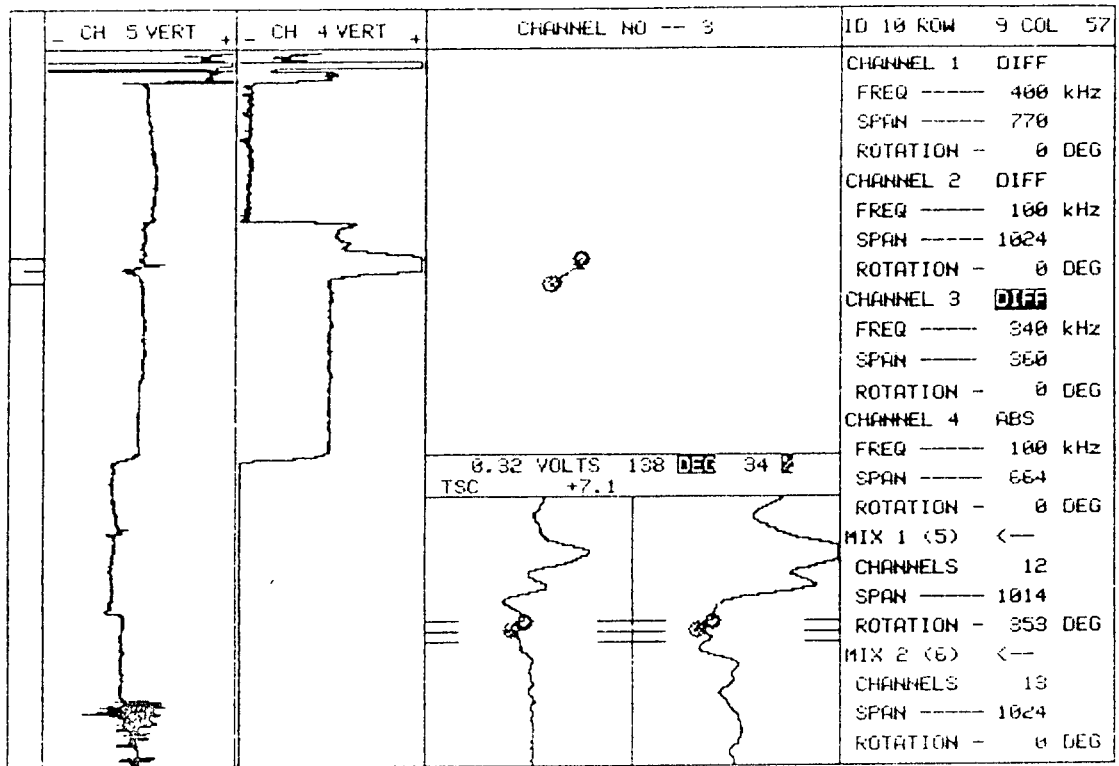 _ CH 5 VERT +
_ CH 4 VERT +
CHANNEL NO -- 3
ID 10 ROW 9 COL 57
CHANNEL 1 DIFF
FREQ ----- 400 kHz
SPAN ----- 770
ROTATION - 0 DEG
CHANNEL 2 DIFF
FREQ ----- 100 kHz
SPAN ----- 1024
ROTATION - 0 DEG
CHANNEL 3 DIFF
FREQ ----- 340 kHz
SPAN ----- 360
ROTATION - 0 DEG
CHANNEL 4 ABS
FREQ ----- 100 kHz
SPAN ----- 664
ROTATION - 0 DEG
MIX 1 (5) <--
CHANNELS 12
SPAN ----- 1014
ROTATION - 353 DEG
MIX 2 (6) <--
CHANNELS 13
SPAN ----- 1024
ROTATION - 0 DEG
0.32 VOLTS 138 DEG 34 %
TSC +7.1